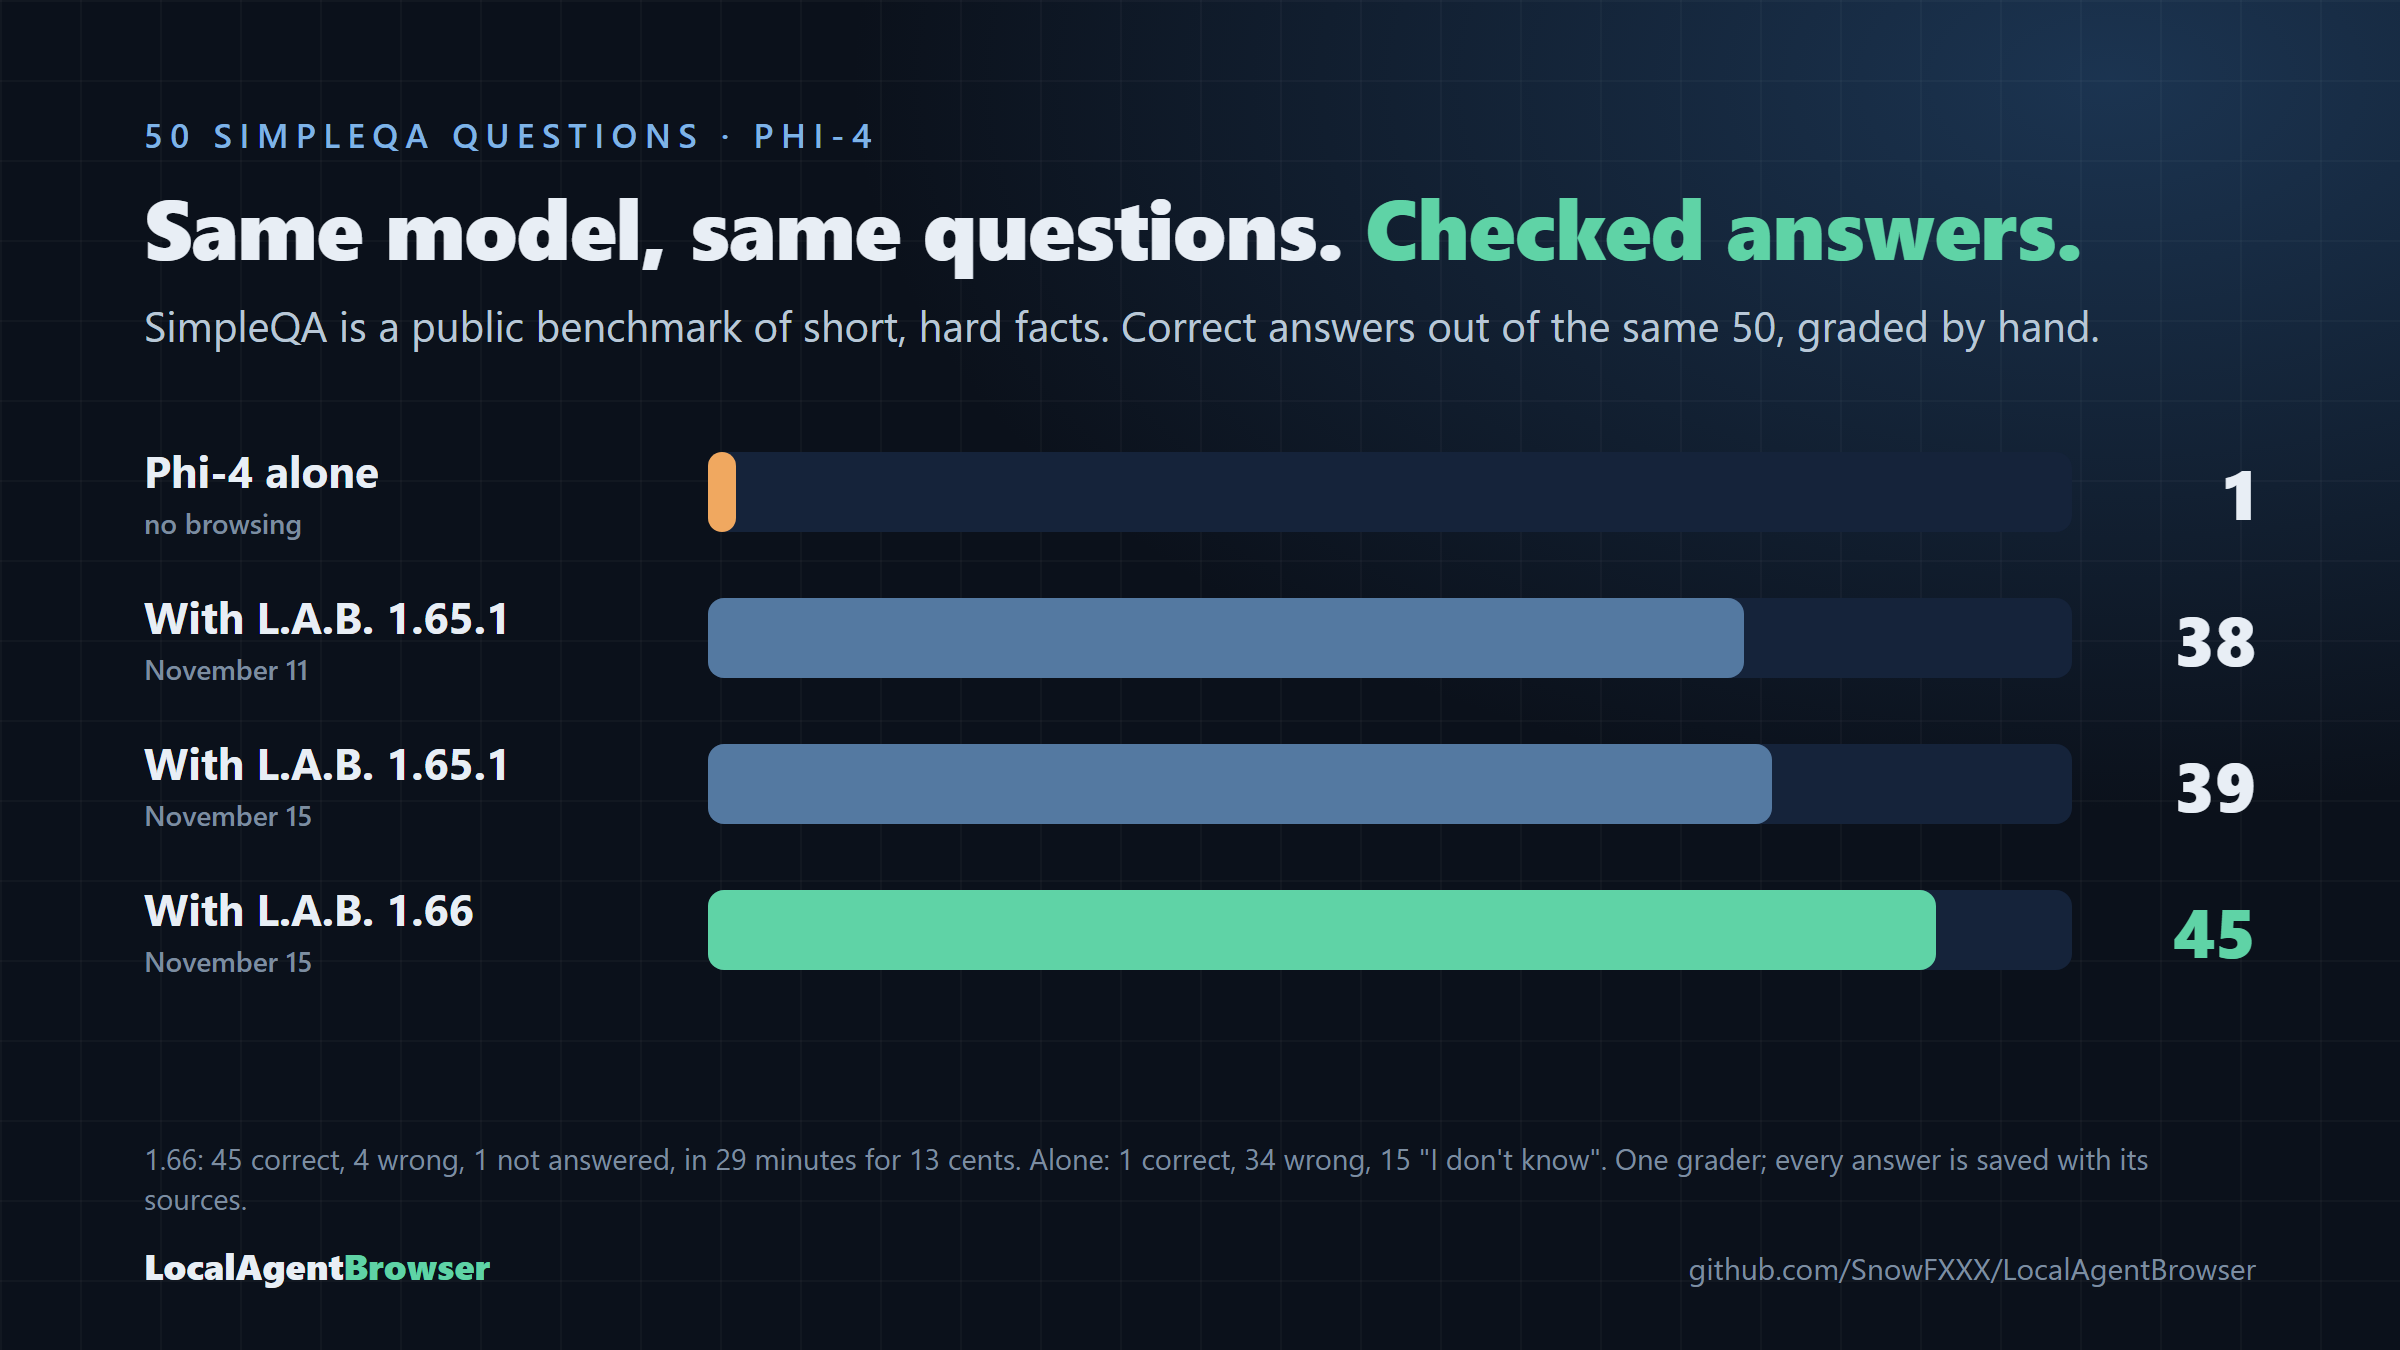 50 SIMPLEQA QUESTIONS · PHI-4
Same model, same questions. Checked answers.
SimpleQA is a public benchmark of short, hard facts. Correct answers out of the same 50, graded by hand.
Phi-4 alone
no browsing
1
With L.A.B. 1.65.1
November 11
38
With L.A.B. 1.65.1
November 15
39
With L.A.B. 1.66
November 15
45
1.66: 45 correct, 4 wrong, 1 not answered, in 29 minutes for 13 cents. Alone: 1 correct, 34 wrong, 15 "I don't know". One grader; every answer is saved with its
sources.
LocalAgentBrowser
github.com/SnowFXXX/LocalAgentBrowser